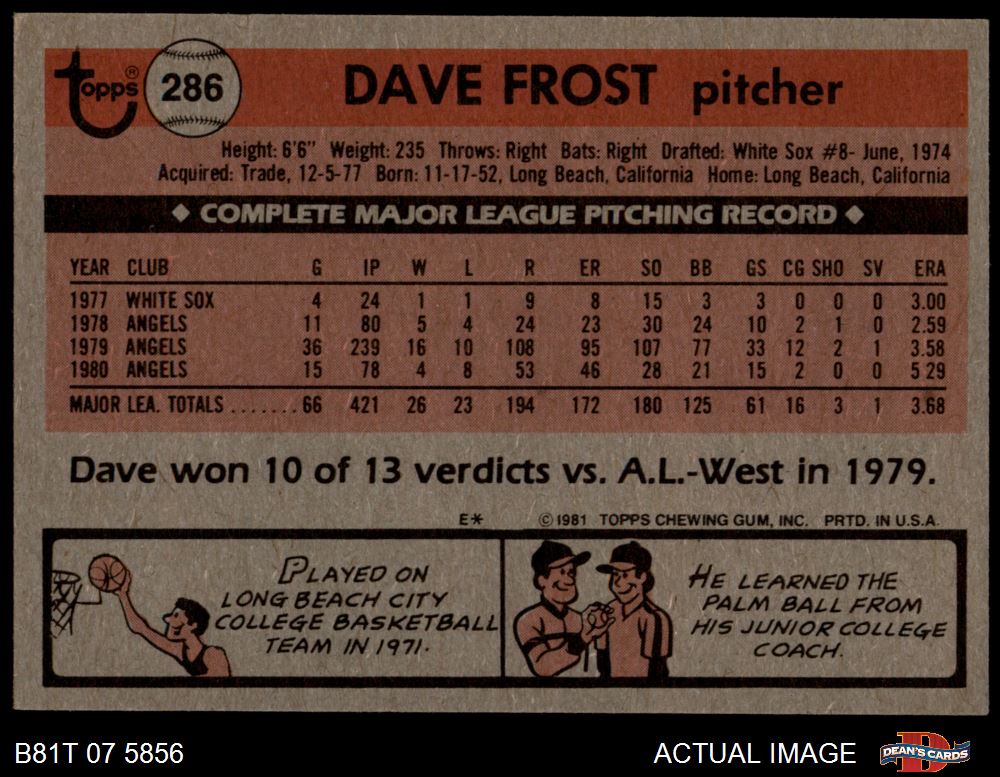 topps®
286
DAVE FROST pitcher
Height: 6'6" Weight: 235 Throws: Right Bats: Right Drafted: White Sox #8- June, 1974
Acquired: Trade, 12-5-77 Born: 11-17-52, Long Beach, California Home: Long Beach, California
◆ COMPLETE MAJOR LEAGUE PITCHING RECORD ◆
YEAR CLUB G IP W L R ER SO BB GS CG SHO SV ERA
1977 WHITE SOX 4 24 1 1 9 8 15 3 3 0 0 0 3.00
1978 ANGELS 11 80 5 4 24 23 30 24 10 2 1 0 2.59
1979 ANGELS 36 239 16 10 108 95 107 77 33 12 2 1 3.58
1980 ANGELS 15 78 4 8 53 46 28 21 15 2 0 0 5 29
MAJOR LEA. TOTALS .......66 421 26 23 194 172 180 125 61 16 3 1 3.68
Dave won 10 of 13 verdicts vs. A.L.-West in 1979.
E* © 1981 TOPPS CHEWING GUM, INC. PRTD. IN U.S.A.
PLAYED ON
LONG BEACH CITY
COLLEGE BASKETBALL
TEAM IN 1971.
HE LEARNED THE
PALM BALL FROM
HIS JUNIOR COLLEGE
COACH.
B81T 07 5856 ACTUAL IMAGE
DEAN'S CARDS